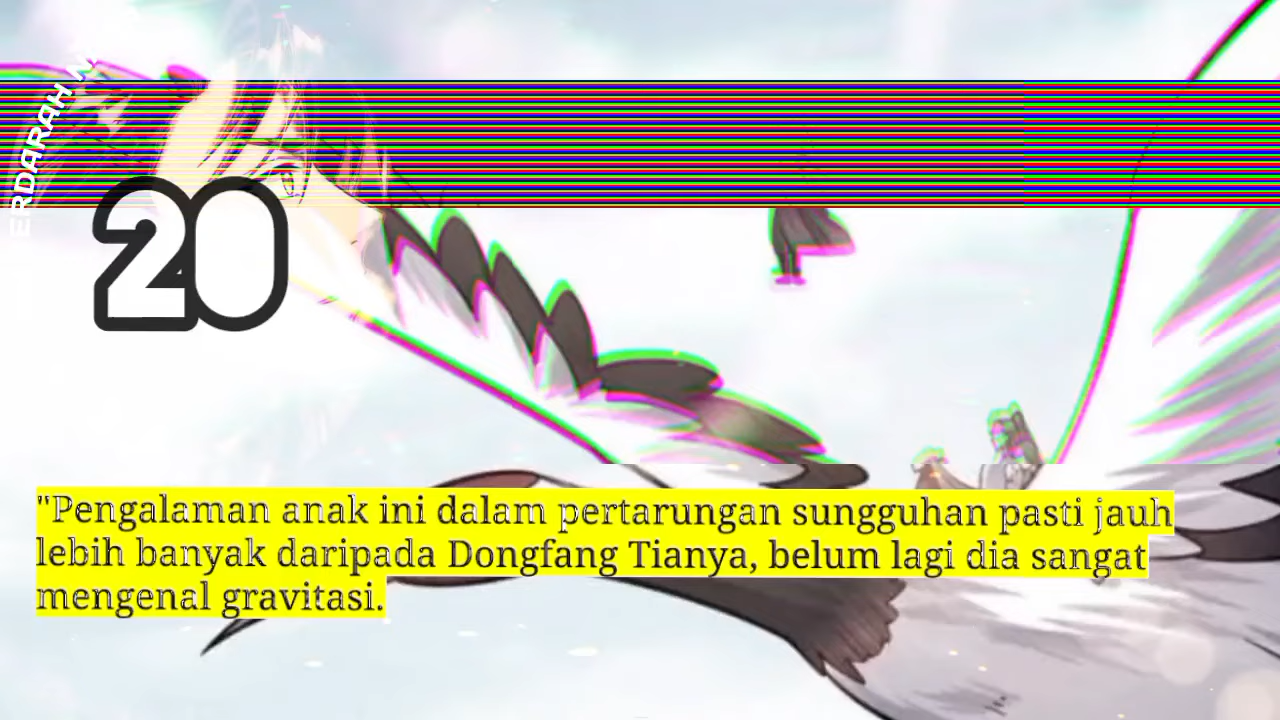 ERDARAH N
20
"Pengalaman anak ini dalam pertarungan sungguhan pasti jauh
lebih banyak daripada Dongfang Tianya, belum lagi dia sangat
mengenal gravitasi.